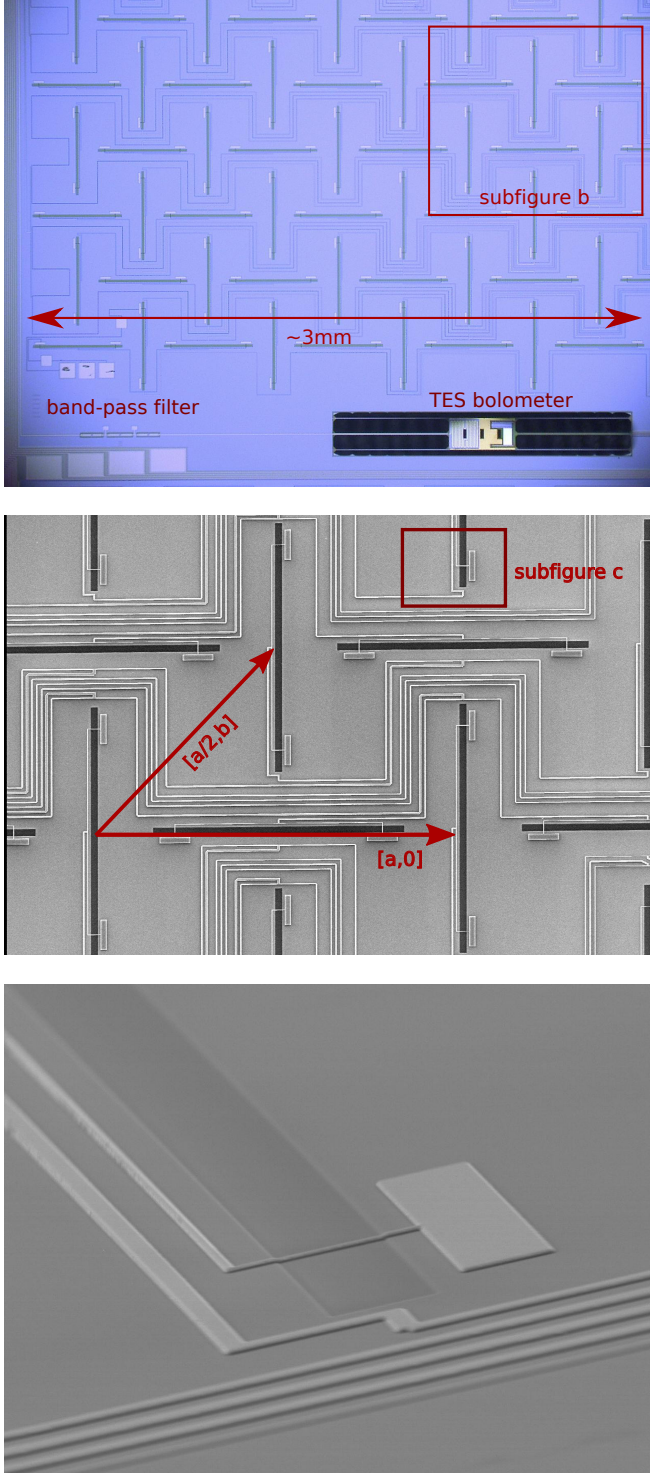 subfigure b
~3mm
band-pass filter
TES bolometer
subfigure c
[a/2,b]
[a,0]